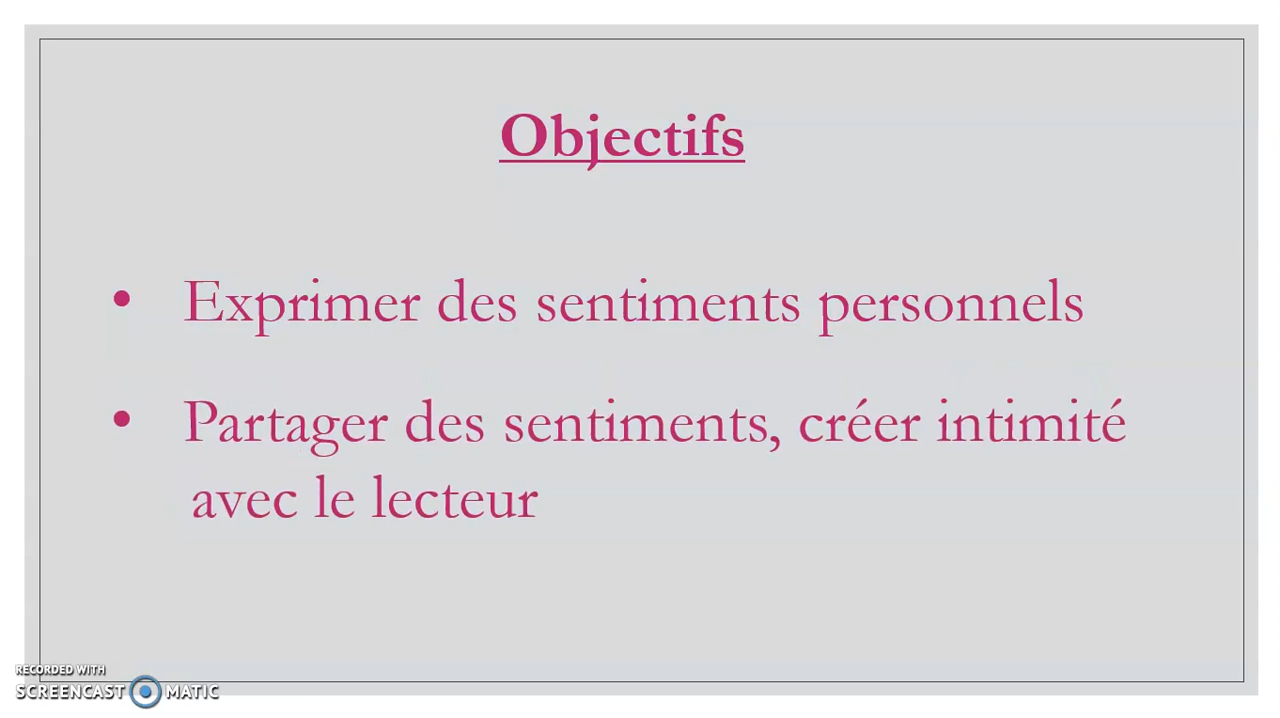 Objectifs
• Exprimer des sentiments personnels
• Partager des sentiments, créer intimité
avec le lecteur
RECORDED WITH
SCREENCAST MATIC